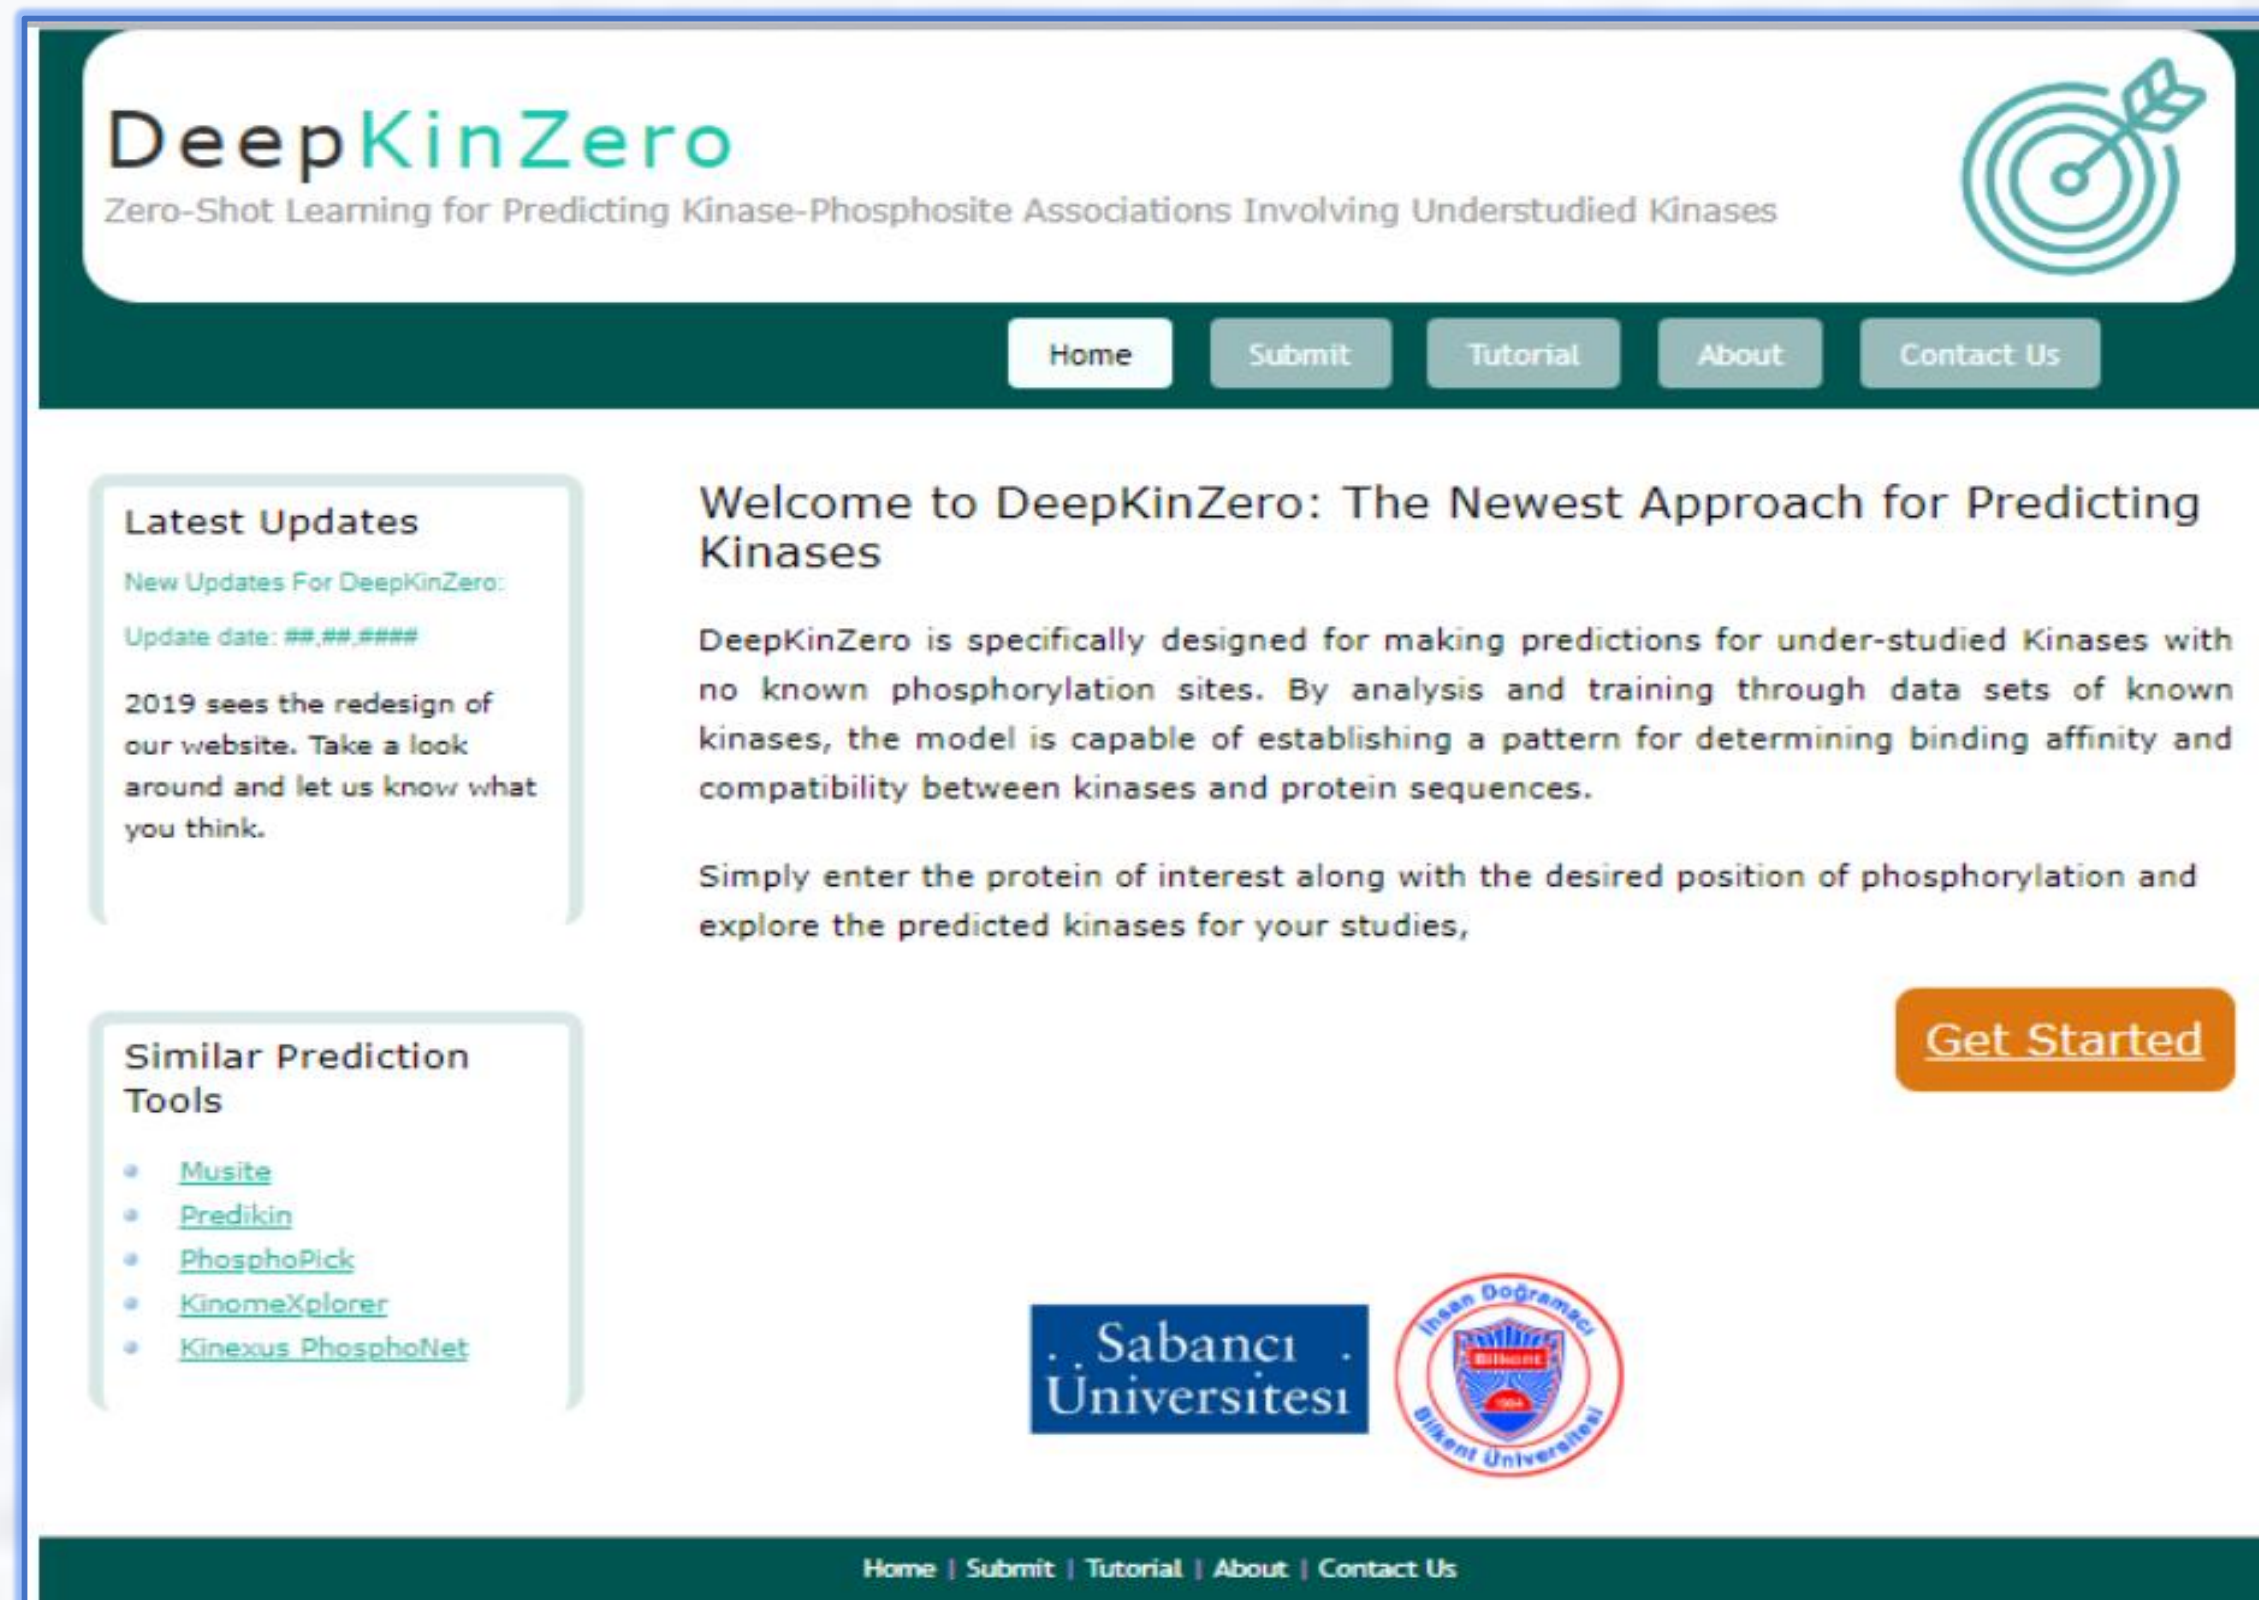 DeepKinZero
Zero-Shot Learning for Predicting Kinase-Phosphosite Associations Involving Understudied Kinases
Home Submit Tutorial About Contact Us
Latest Updates
New Updates For DeepKinZero:
Update date: ##,##,####
2019 sees the redesign of
our website. Take a look
around and let us know what
you think.
Similar Prediction
Tools
Musite
Predikin
PhosphoPick
KinomeXplorer
Kinexus PhosphoNet
Welcome to DeepKinZero: The Newest Approach for Predicting
Kinases
DeepKinZero is specifically designed for making predictions for under-studied Kinases with
no known phosphorylation sites. By analysis and training through data sets of known
kinases, the model is capable of establishing a pattern for determining binding affinity and
compatibility between kinases and protein sequences.
Simply enter the protein of interest along with the desired position of phosphorylation and
explore the predicted kinases for your studies,
Get Started
Sabancı
Üniversitesi
İhsan Doğramacı
Bilkent
Bilkent Üniversitesi
Home | Submit | Tutorial | About | Contact Us